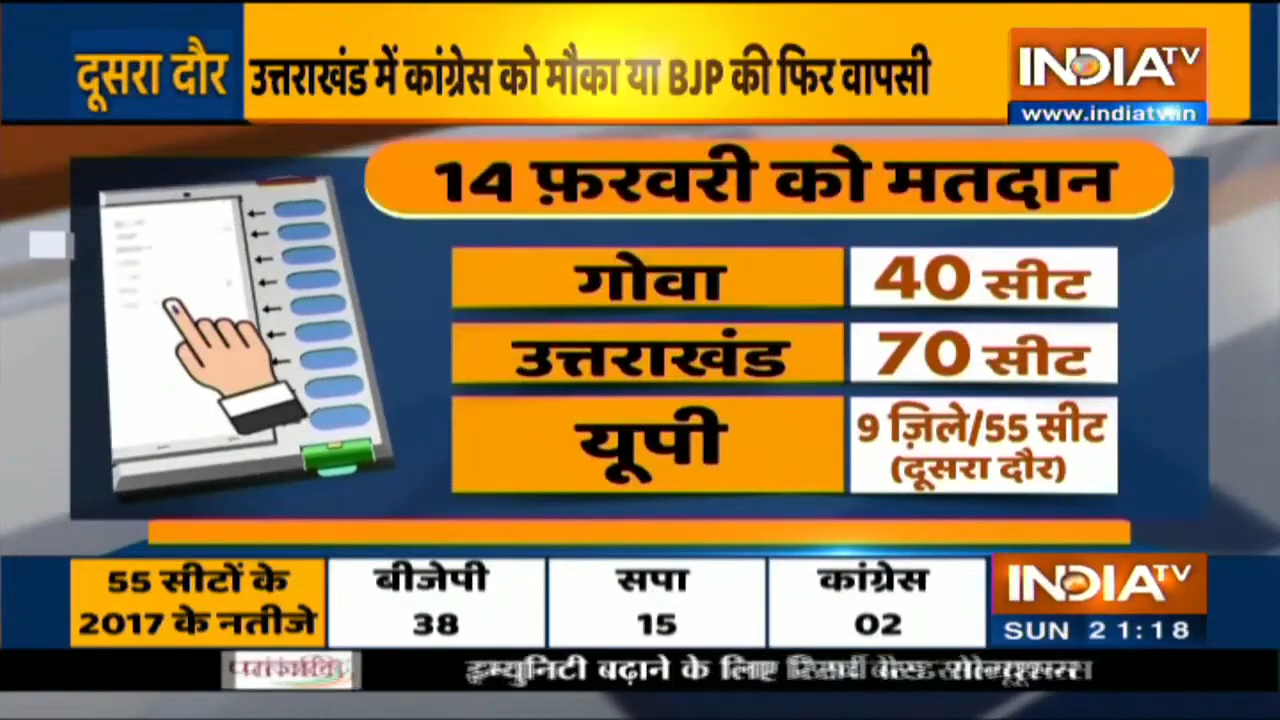 दूसरा दौर
उत्तराखंड में कांग्रेस को मौका या BJP की फिर वापसी
INDIA TV
www.indiatv.in
14 फ़रवरी को मतदान
गोवा
40 सीट
उत्तराखंड
70 सीट
यूपी
9 ज़िले/55 सीट
(दूसरा दौर)
55 सीटों के
2017 के नतीजे
बीजेपी
38
सपा
15
कांग्रेस
02
INDIA TV
SUN 21:18
इम्युनिटी बढ़ाने के लिए